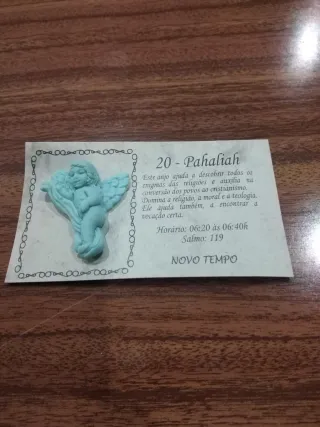 20 - Pahaliah
Este anjo ajuda a descobrir todos os
enigmas das religiões e auxilia na
conversão dos povos ao cristianismo.
Domina a religião, a moral e a teologia.
Ele ajuda também, a encontrar a
vocação certa.
Horário: 06:20 às 06:40h
Salmo: 119
NOVO TEMPO